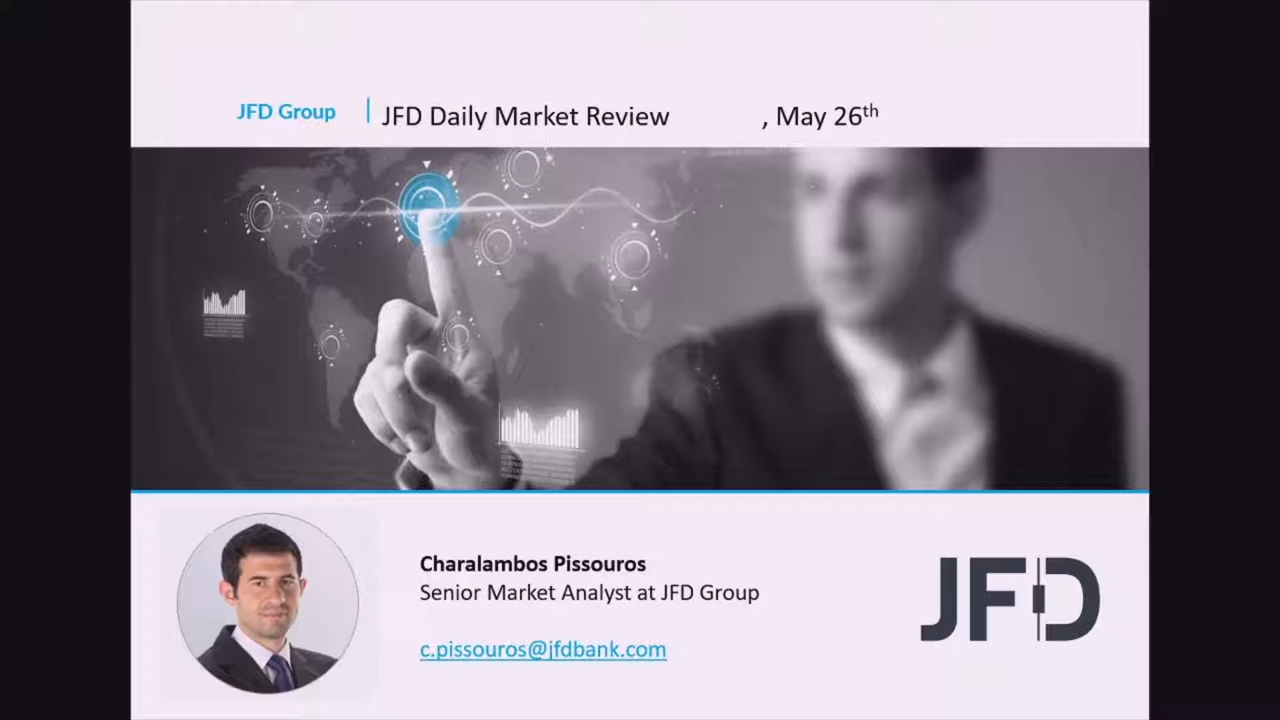 JFD Group
JFD Daily Market Review , May 26th
Charalambos Pissouros
Senior Market Analyst at JFD Group
c.pissouros@jfdbank.com
JFD